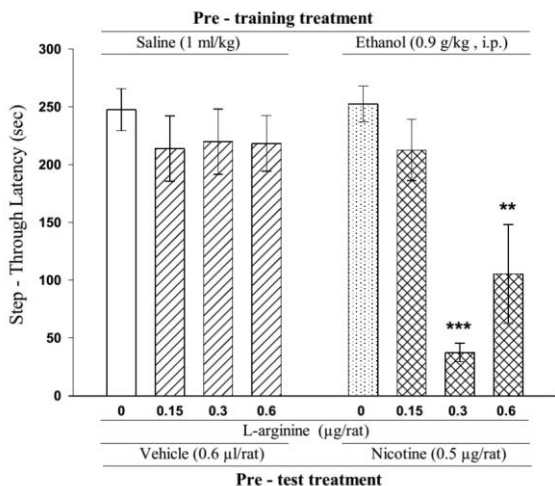 Pre - training treatment
Saline (1 ml/kg) Ethanol (0.9 g/kg , i.p.)
Step - Through Latency (sec)
300
250
200
150
100
50
0
**
***
0 0.15 0.3 0.6 0 0.15 0.3 0.6
L-arginine (µg/rat)
Vehicle (0.6 µl/rat) Nicotine (0.5 µg/rat)
Pre - test treatment